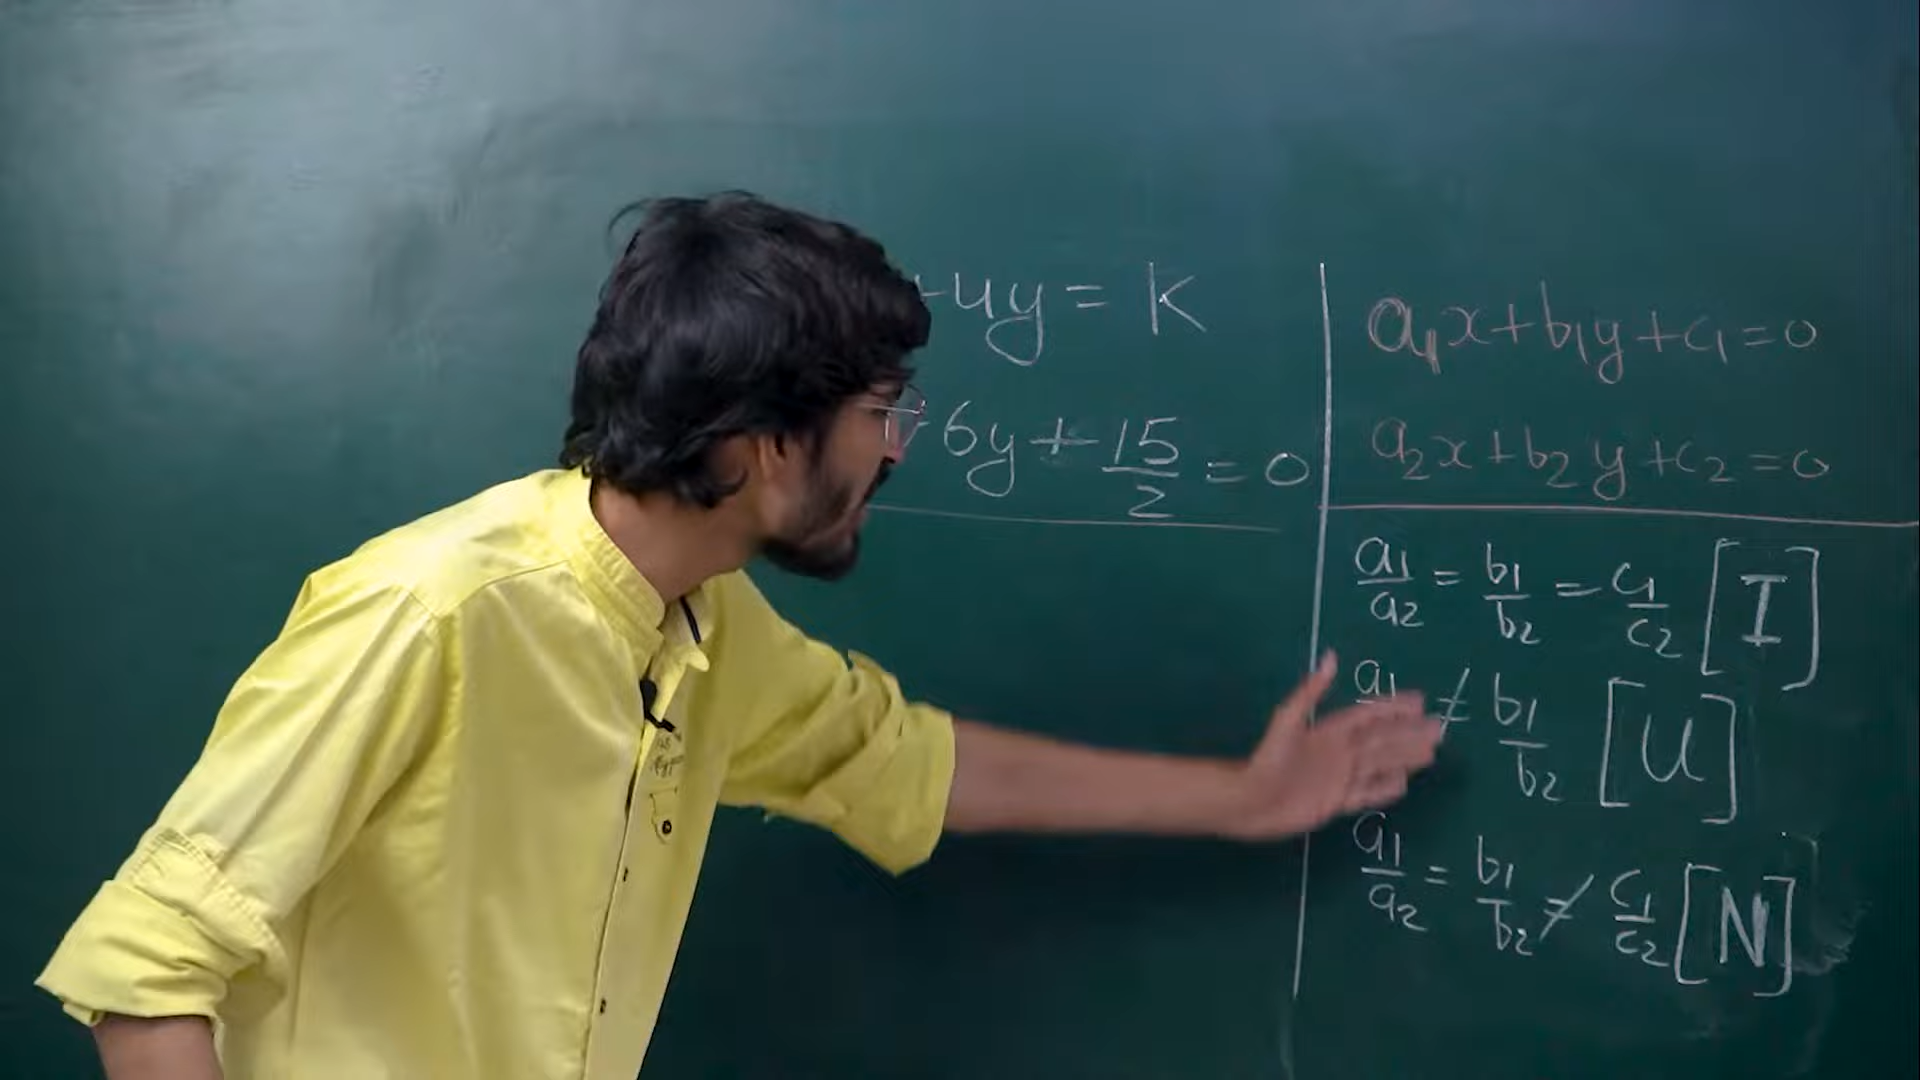 +4y = K
6y + 15/2 = 0
a₁x + b₁y + c₁ = 0
a₂x + b₂y + c₂ = 0
a₁/a₂ = b₁/b₂ = c₁/c₂ [I]
a₁ ≠ b₁/b₂ [U]
a₁/a₂ = b₁/b₂ ≠ c₁/c₂ [N]